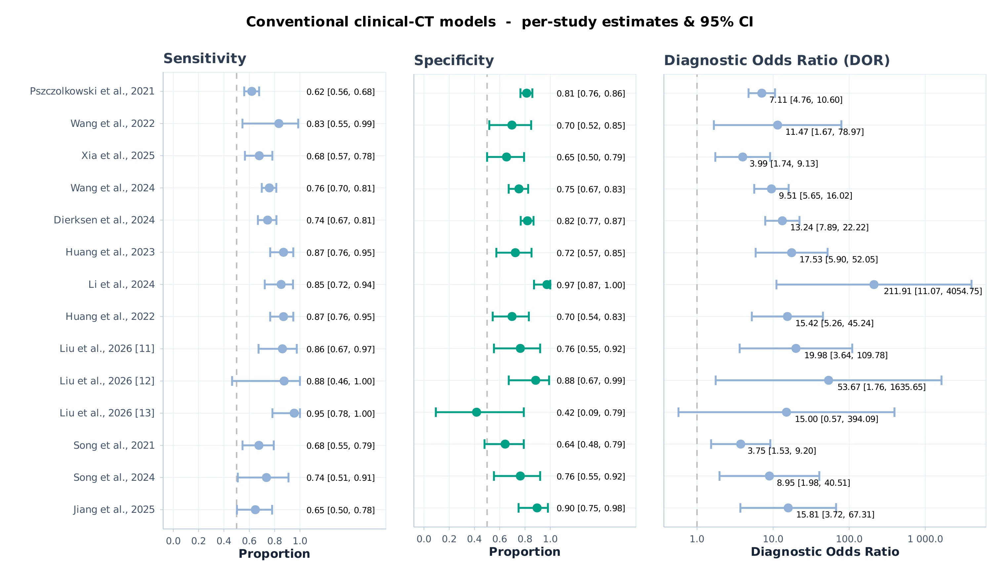 Conventional clinical-CT models - per-study estimates & 95% CI
Sensitivity
Specificity
Diagnostic Odds Ratio (DOR)
Pszczolkowski et al., 2021 0.62 [0.56, 0.68] 0.81 [0.76, 0.86] 7.11 [4.76, 10.60]
Wang et al., 2022 0.83 [0.55, 0.99] 0.70 [0.52, 0.85] 11.47 [1.67, 78.97]
Xia et al., 2025 0.68 [0.57, 0.78] 0.65 [0.50, 0.79] 3.99 [1.74, 9.13]
Wang et al., 2024 0.76 [0.70, 0.81] 0.75 [0.67, 0.83] 9.51 [5.65, 16.02]
Dierksen et al., 2024 0.74 [0.67, 0.81] 0.82 [0.77, 0.87] 13.24 [7.89, 22.22]
Huang et al., 2023 0.87 [0.76, 0.95] 0.72 [0.57, 0.85] 17.53 [5.90, 52.05]
Li et al., 2024 0.85 [0.72, 0.94] 0.97 [0.87, 1.00] 211.91 [11.07, 4054.75]
Huang et al., 2022 0.87 [0.76, 0.95] 0.70 [0.54, 0.83] 15.42 [5.26, 45.24]
Liu et al., 2026 [11] 0.86 [0.67, 0.97] 0.76 [0.55, 0.92] 19.98 [3.64, 109.78]
Liu et al., 2026 [12] 0.88 [0.46, 1.00] 0.88 [0.67, 0.99] 53.67 [1.76, 1635.65]
Liu et al., 2026 [13] 0.95 [0.78, 1.00] 0.42 [0.09, 0.79] 15.00 [0.57, 394.09]
Song et al., 2021 0.68 [0.55, 0.79] 0.64 [0.48, 0.79] 3.75 [1.53, 9.20]
Song et al., 2024 0.74 [0.51, 0.91] 0.76 [0.55, 0.92] 8.95 [1.98, 40.51]
Jiang et al., 2025 0.65 [0.50, 0.78] 0.90 [0.75, 0.98] 15.81 [3.72, 67.31]
0.0 0.2 0.4 0.6 0.8 1.0
0.0 0.2 0.4 0.6 0.8 1.0
1.0 10.0 100.0 1 000.0
Proportion
Proportion
Diagnostic Odds Ratio